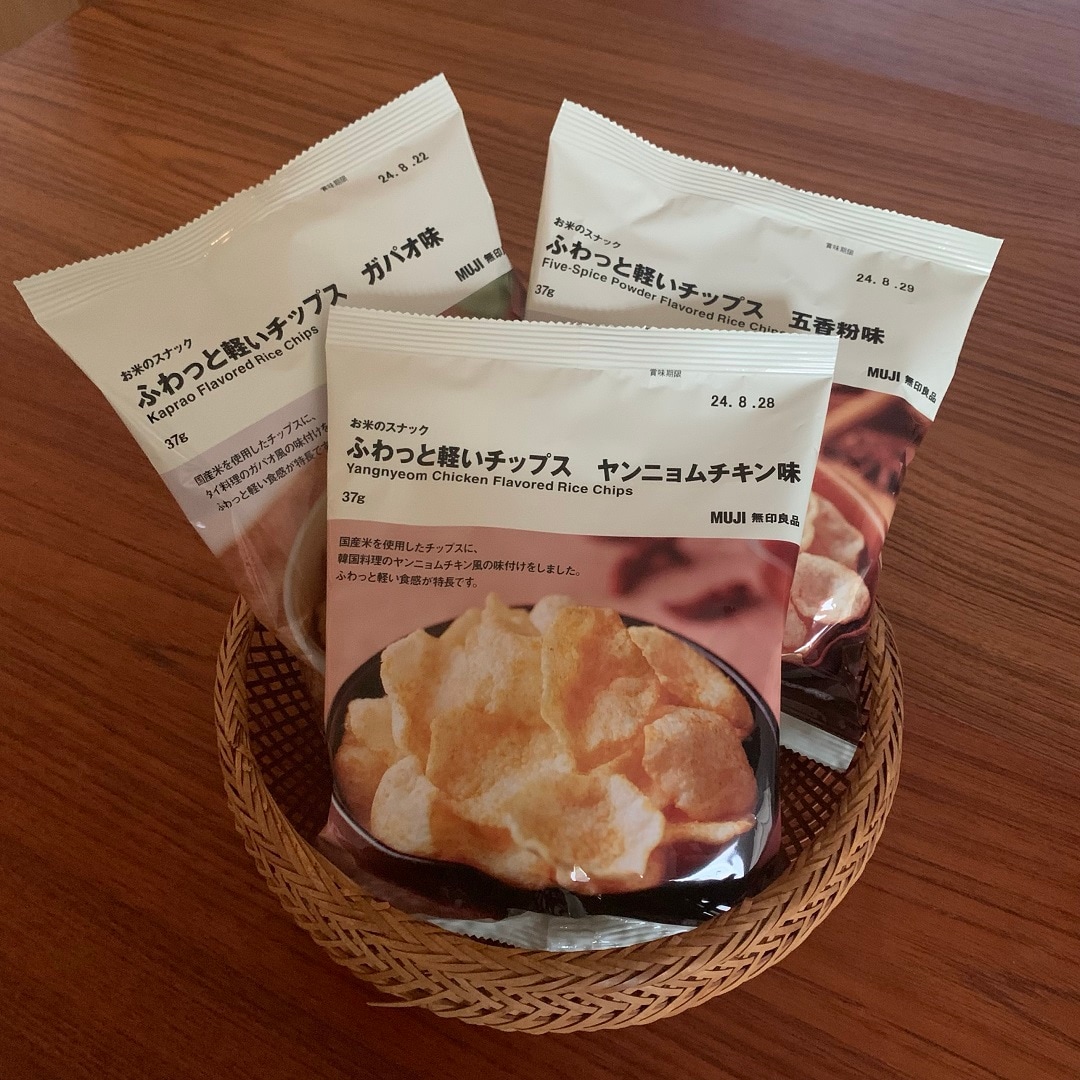 賞味期限
24.8.22
お米のスナック
ふわっと軽いチップス ガパオ味
Kaprao Flavored Rice Chips
37g
MUJI 無印
国産米を使用したチップスに、
タイ料理のガパオ風の味付けを
ふわっと軽い食感が特長です
賞味期限
24.8.29
お米のスナック
ふわっと軽いチップス 五香粉味
Five-Spice Powder Flavored Rice Chips
37g
MUJI 無印良品
賞味期限
24.8.28
お米のスナック
ふわっと軽いチップス ヤンニョムチキン味
Yangnyeom Chicken Flavored Rice Chips
37g
MUJI 無印良品
国産米を使用したチップスに、
韓国料理のヤンニョムチキン風の味付けをしました。
ふわっと軽い食感が特長です。